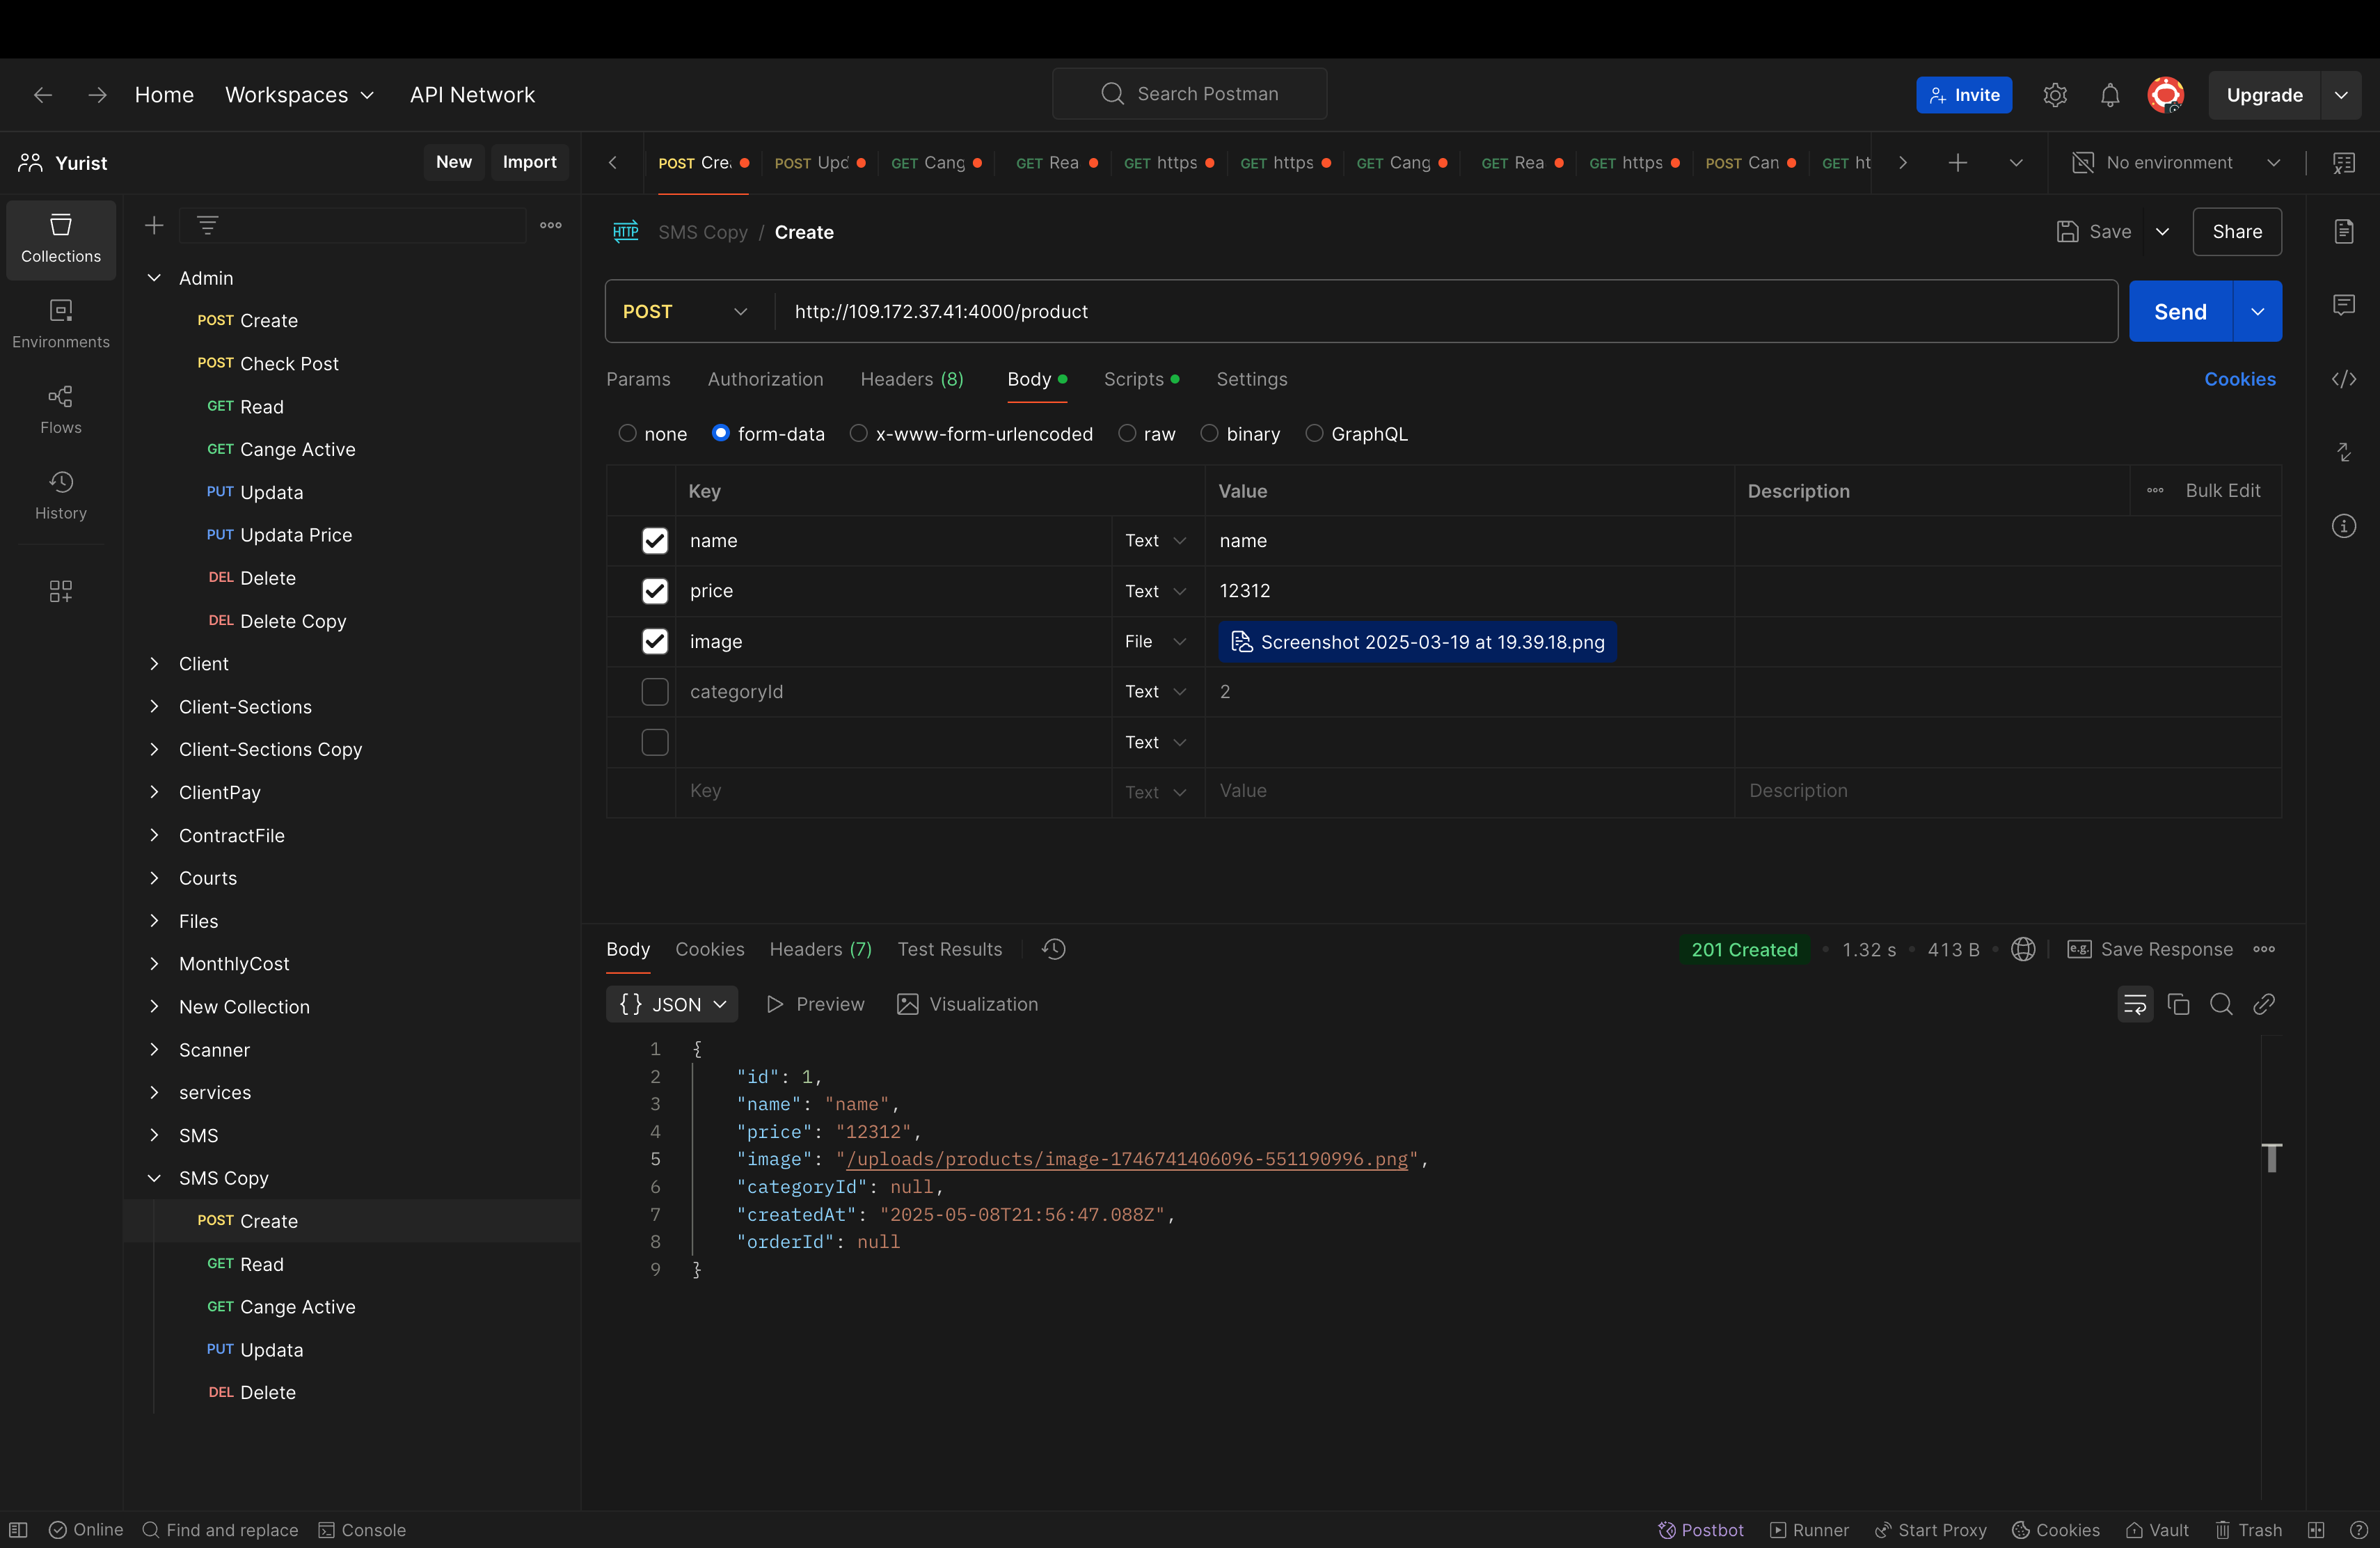 Home Workspaces API Network Search Postman Invite Upgrade
Yurist New Import
POST Cre POST Upd GET Cang GET Rea GET https GET https GET Cang GET Rea GET https POST Can GET ht No environment
Collections
Environments
Flows
History
Admin
POST Create
POST Check Post
GET Read
GET Cange Active
PUT Updata
PUT Updata Price
DEL Delete
DEL Delete Copy
Client
Client-Sections
Client-Sections Copy
ClientPay
ContractFile
Courts
Files
MonthlyCost
New Collection
Scanner
services
SMS
SMS Copy
POST Create
GET Read
GET Cange Active
PUT Updata
DEL Delete
HTTP SMS Copy / Create Save Share
POST http://109.172.37.41:4000/product Send
Params Authorization Headers (8) Body Scripts Settings Cookies
none form-data x-www-form-urlencoded raw binary GraphQL
Key Value Description Bulk Edit
name Text name
price Text 12312
image File Screenshot 2025-03-19 at 19.39.18.png
categoryId Text 2
Text
Key Text Value Description
Body Cookies Headers (7) Test Results 201 Created 1.32 s 413 B e.g. Save Response
{} JSON Preview Visualization
1 {
2 "id": 1,
3 "name": "name",
4 "price": "12312",
5 "image": "/uploads/products/image-1746741406096-551190996.png",
6 "categoryId": null,
7 "createdAt": "2025-05-08T21:56:47.088Z",
8 "orderId": null
9 }
T
Online Find and replace Console Postbot Runner Start Proxy Cookies Vault Trash